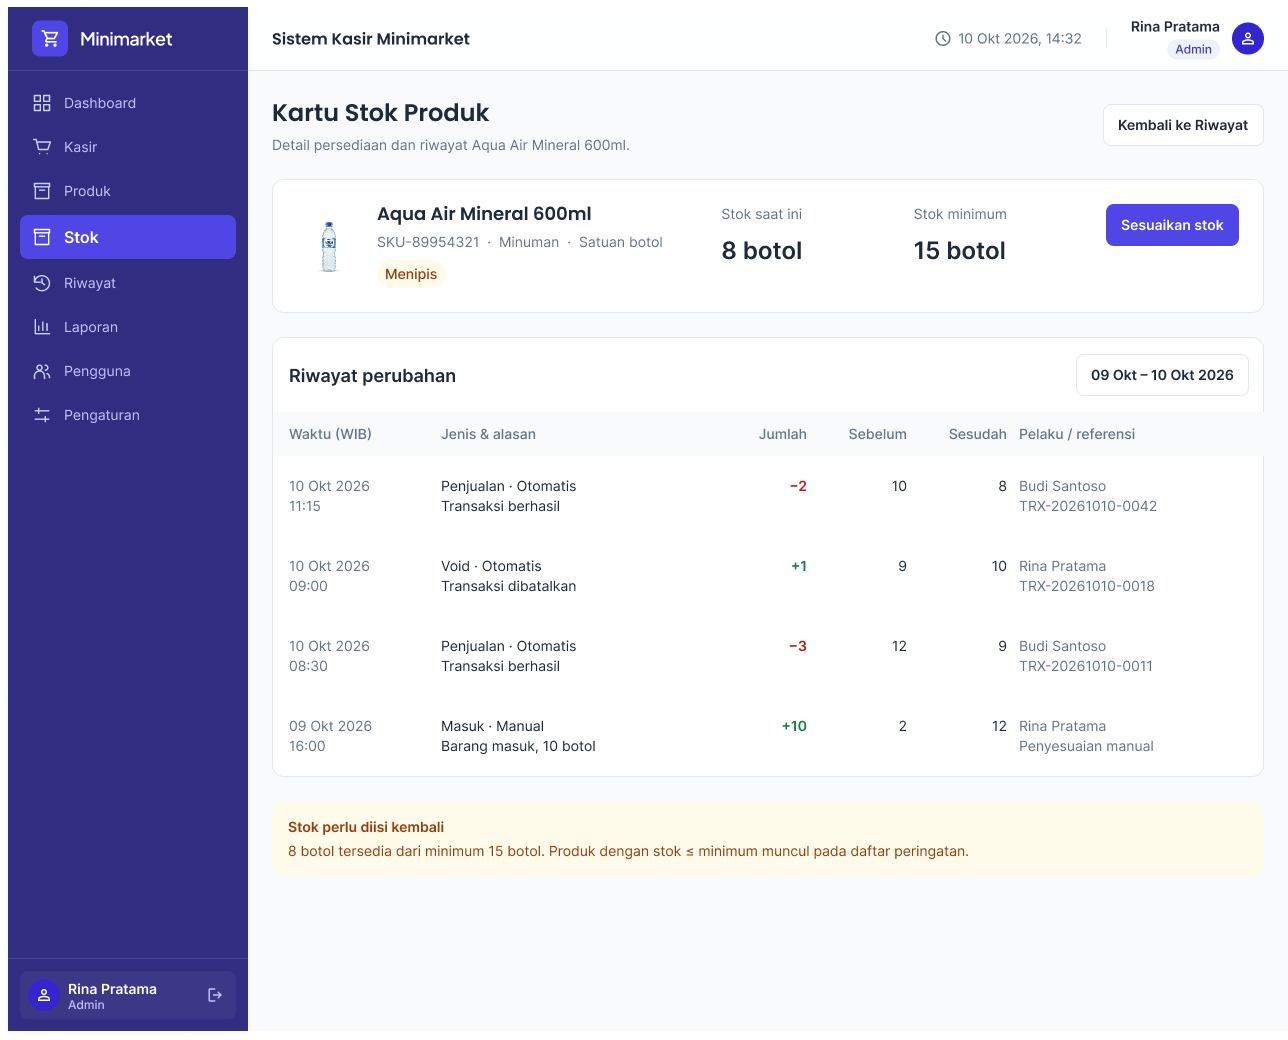 Minimarket
Sistem Kasir Minimarket
10 Okt 2026, 14:32
Rina Pratama
Admin
Dashboard
Kasir
Produk
Stok
Riwayat
Laporan
Pengguna
Pengaturan
Rina Pratama
Admin
Kartu Stok Produk
Detail persediaan dan riwayat Aqua Air Mineral 600ml.
Kembali ke Riwayat
Aqua Air Mineral 600ml
SKU-89954321 · Minuman · Satuan botol
Menipis
Stok saat ini
8 botol
Stok minimum
15 botol
Sesuaikan stok
Riwayat perubahan
09 Okt – 10 Okt 2026
Waktu (WIB) Jenis & alasan Jumlah Sebelum Sesudah Pelaku / referensi
10 Okt 2026 Penjualan · Otomatis −2 10 8 Budi Santoso
11:15 Transaksi berhasil TRX-20261010-0042
10 Okt 2026 Void · Otomatis +1 9 10 Rina Pratama
09:00 Transaksi dibatalkan TRX-20261010-0018
10 Okt 2026 Penjualan · Otomatis −3 12 9 Budi Santoso
08:30 Transaksi berhasil TRX-20261010-0011
09 Okt 2026 Masuk · Manual +10 2 12 Rina Pratama
16:00 Barang masuk, 10 botol Penyesuaian manual
Stok perlu diisi kembali
8 botol tersedia dari minimum 15 botol. Produk dengan stok ≤ minimum muncul pada daftar peringatan.